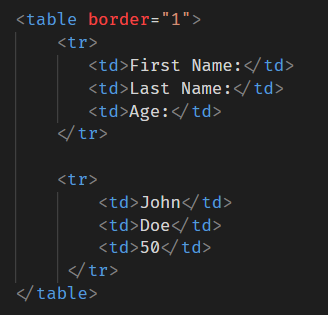 <table border="1">
<tr>
<td>First Name:</td>
<td>Last Name:</td>
<td>Age:</td>
</tr>
<tr>
<td>John</td>
<td>Doe</td>
<td>50</td>
</tr>
</table>